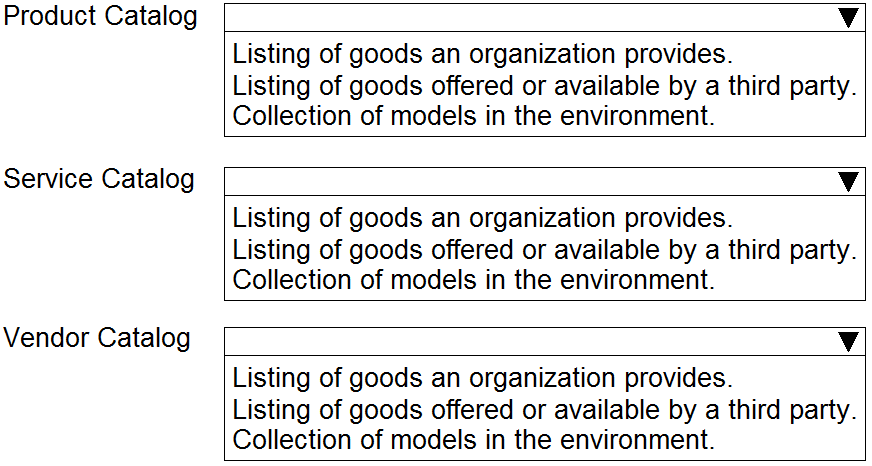 Product Catalog
Listing of goods an organization provides.
Listing of goods offered or available by a third party.
Collection of models in the environment.
Service Catalog
Listing of goods an organization provides.
Listing of goods offered or available by a third party.
Collection of models in the environment.
Vendor Catalog
Listing of goods an organization provides.
Listing of goods offered or available by a third party.
Collection of models in the environment.